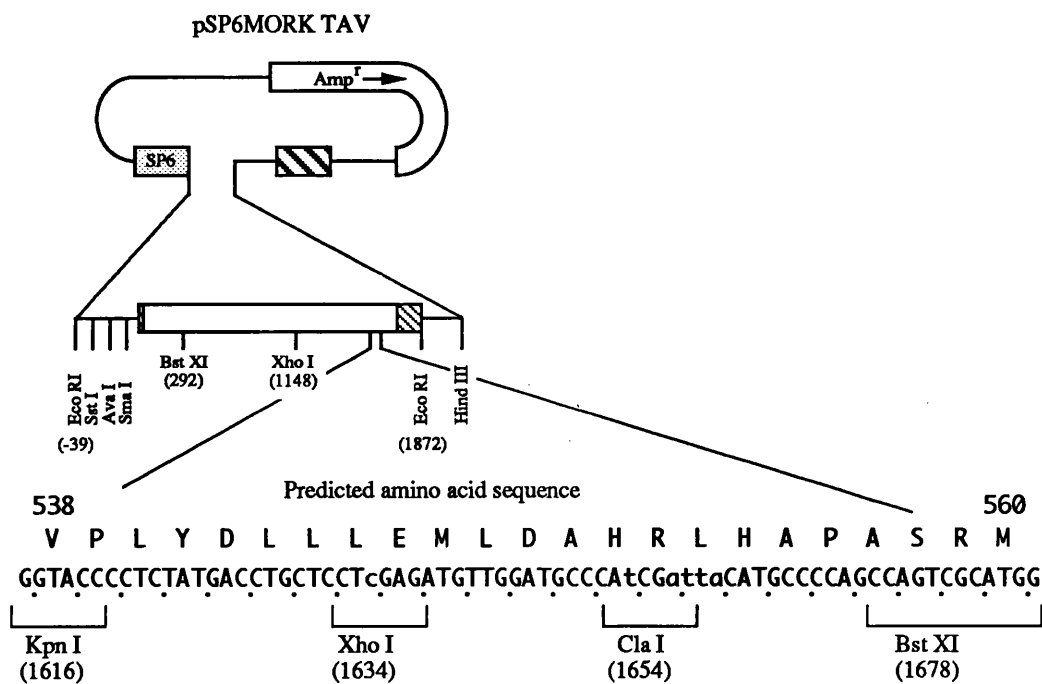 pSP6MORK TAV
Amp r
SP6
Bst XI
(292)
Xho I
(1148)
Eco RI
Sst I
Ava I
Sma I
Eco RI
Hind III
(-39)
(1872)
Predicted amino acid sequence
538
560
V P L Y D L L L E M L D A H R L H A P A S R M
GGTACCCCTCTATGACCTGCTCCTcGAGATGTTGGATGCCCAtCGattaCATGCCCCAGCCAGTCGCATGG
Kpn I
(1616)
Xho I
(1634)
Cla I
(1654)
Bst XI
(1678)